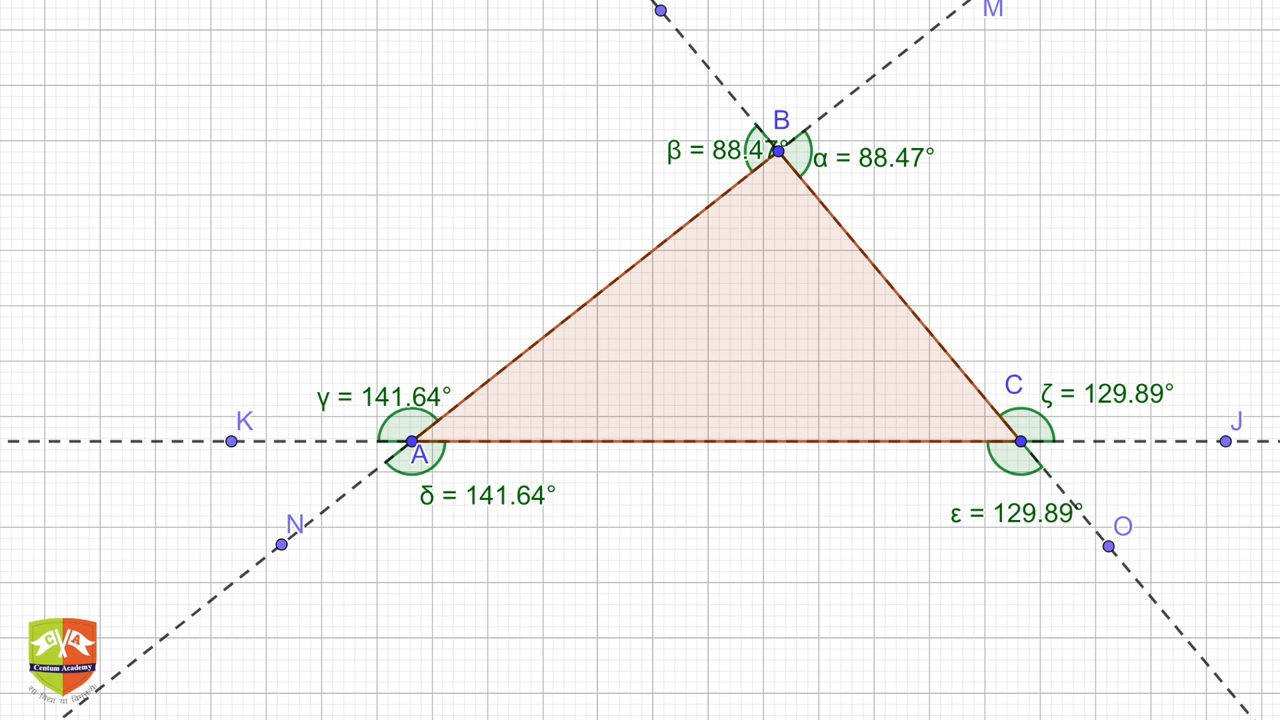 M
B
β = 88.47°
α = 88.47°
γ = 141.64°
C
ζ = 129.89°
K
J
A
δ = 141.64°
ε = 129.89°
N
O
C A
Centum Academy